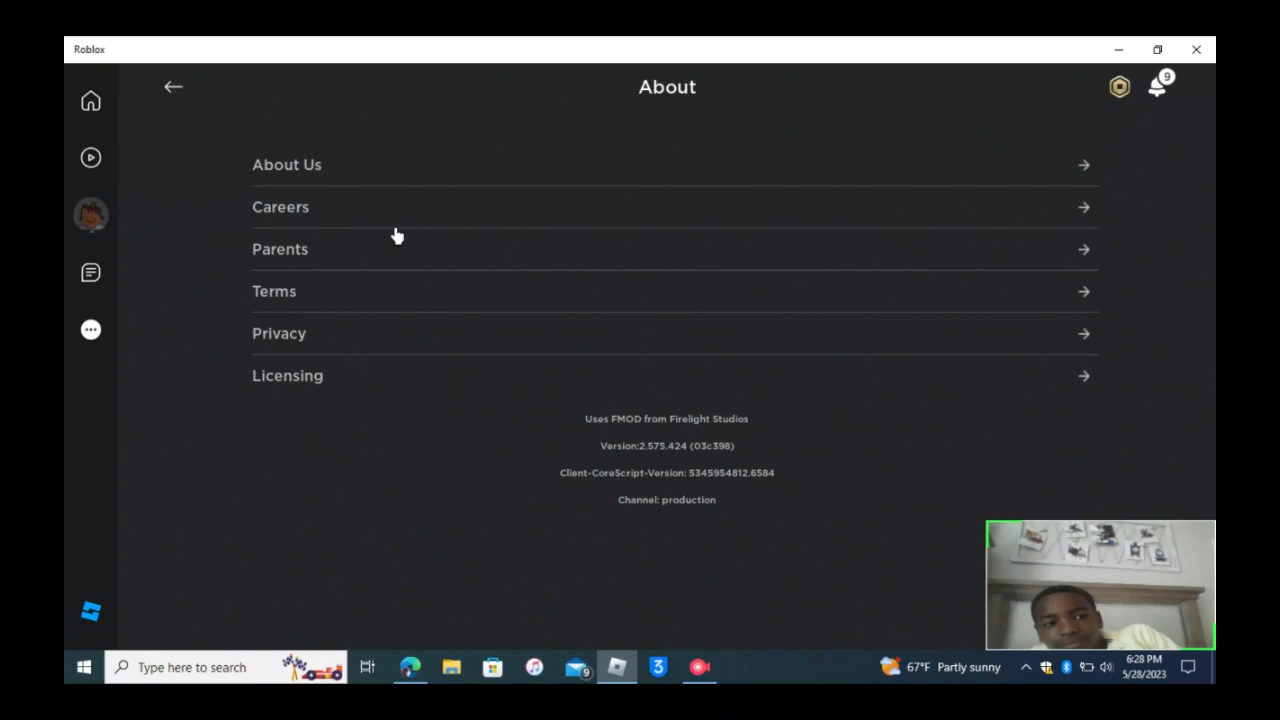 Roblox
About
9
About Us
Careers
Parents
Terms
Privacy
Licensing
Uses FMOD from Firelight Studios
Version:2.575.424 (03c398)
Client-CoreScript-Version: 5345954812.6584
Channel: production
Type here to search
9
3
67°F Partly sunny
6:28 PM
5/28/2023